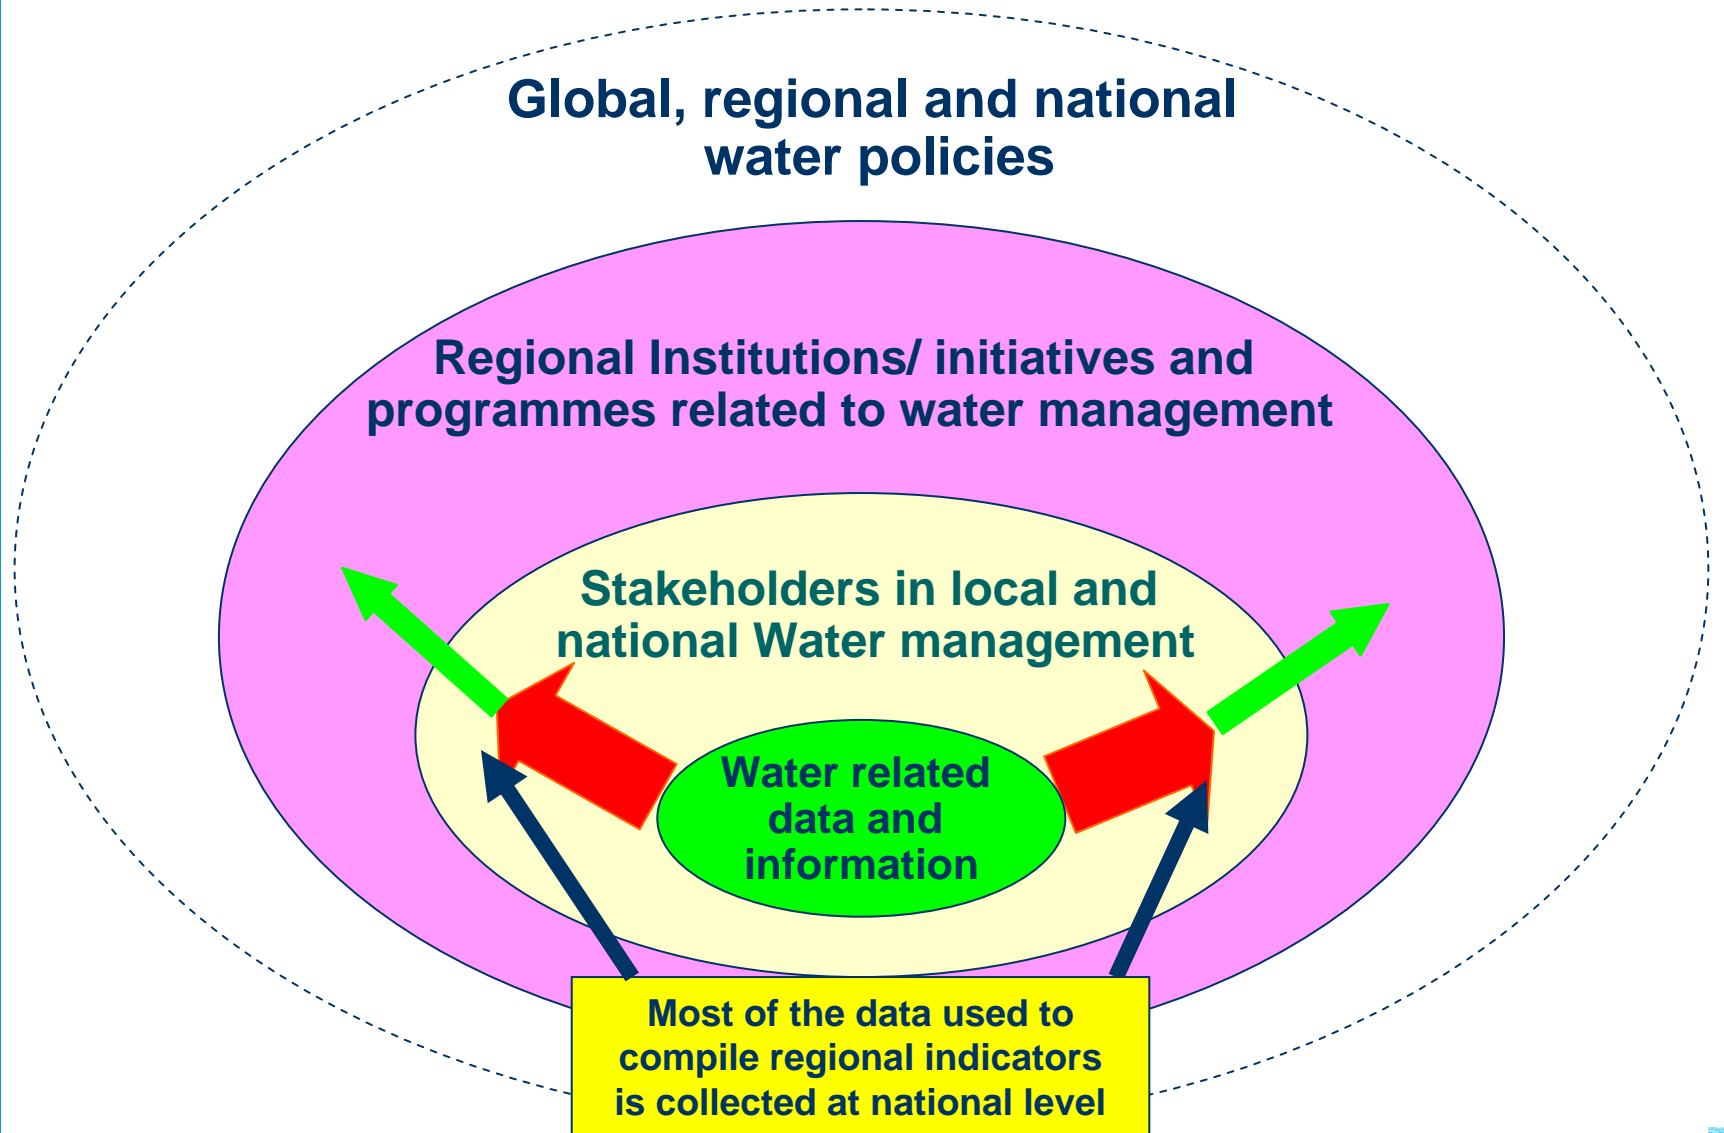 Global, regional and national
water policies
Regional Institutions/ initiatives and
programmes related to water management
Stakeholders in local and
national Water management
Water related
data and
information
Most of the data used to
compile regional indicators
is collected at national level